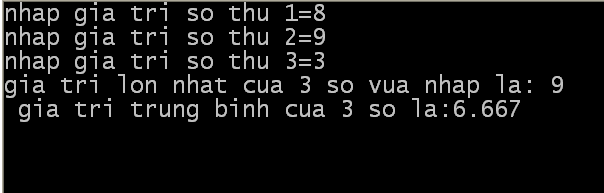 nhap gia tri so thu 1=8
nhap gia tri so thu 2=9
nhap gia tri so thu 3=3
gia tri lon nhat cua 3 so vua nhap la: 9
gia tri trung binh cua 3 so la:6.667